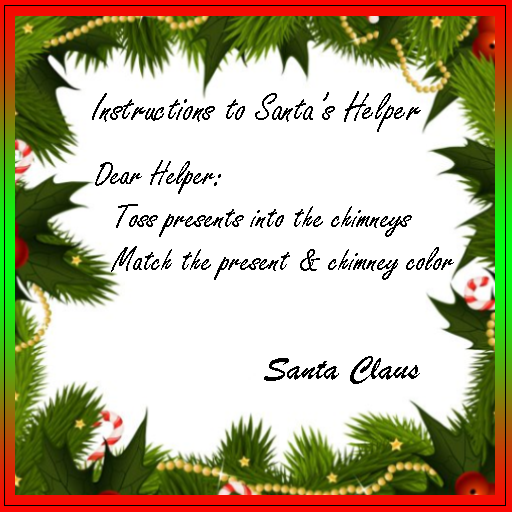 Instructions to Santa's Helper
Dear Helper:
Toss presents into the chimneys
Match the present & chimney color
Santa Claus